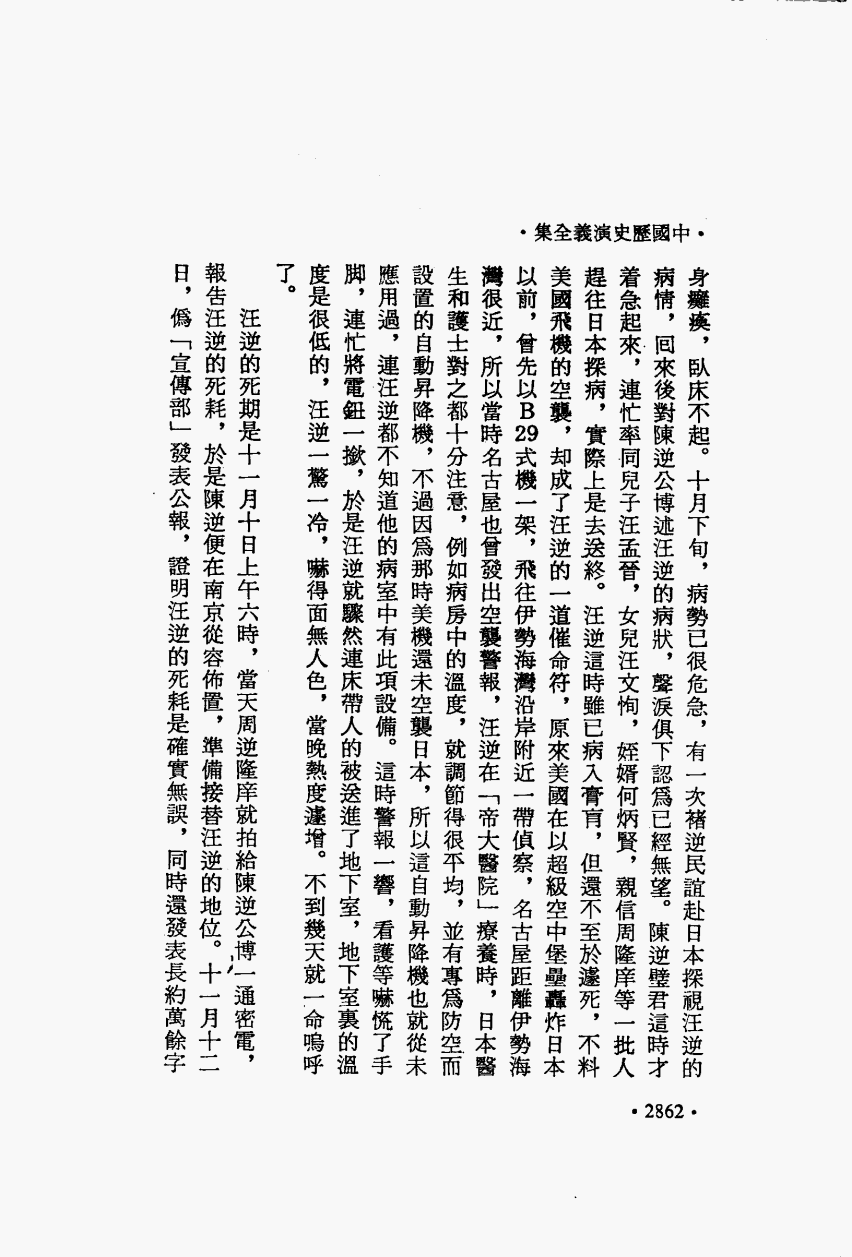 ・中國歷史演義全集・
身癱瘓，臥床不起。十月下旬，病勢已很危急，有一次褚逆民誼赴日本探視汪逆的
病情，回來後對陳逆公博述汪逆的病狀，聲淚俱下認爲已經無望。陳逆璧君這時才
着急起來，連忙率同兒子汪孟晉，女兒汪文恂，姪婿何炳賢，親信周隆庠等一批人
趕往日本探病，實際上是去送終。汪逆這時雖已病入膏肓，但還不至於遽死，不料
美國飛機的空襲，却成了汪逆的一道催命符，原來美國在以超級空中堡壘轟炸日本
以前，曾先以B29式機一架，飛往伊勢海灣沿岸附近一帶偵察，名古屋距離伊勢海
灣很近，所以當時名古屋也曾發出空襲警報，汪逆在「帝大醫院」療養時，日本醫
生和護士對之都十分注意，例如病房中的溫度，就調節得很平均，並有專爲防空而
設置的自動昇降機，不過因爲那時美機還未空襲日本，所以這自動昇降機也就從未
應用過，連汪逆都不知道他的病室中有此項設備。這時警報一響，看護等嚇慌了手
脚，連忙將電鈕一撳，於是汪逆就驟然連床帶人的被送進了地下室，地下室裏的溫
度是很低的，汪逆一驚一冷，嚇得面無人色，當晚熱度遽增。不到幾天就一命嗚呼
了。
汪逆的死期是十一月十日上午六時，當天周逆隆庠就拍給陳逆公博一通密電，
報告汪逆的死耗，於是陳逆便在南京從容佈置，準備接替汪逆的地位。十一月十二
日，僞「宣傳部」發表公報，證明汪逆的死耗是確實無誤，同時還發表長約萬餘字
・2862・